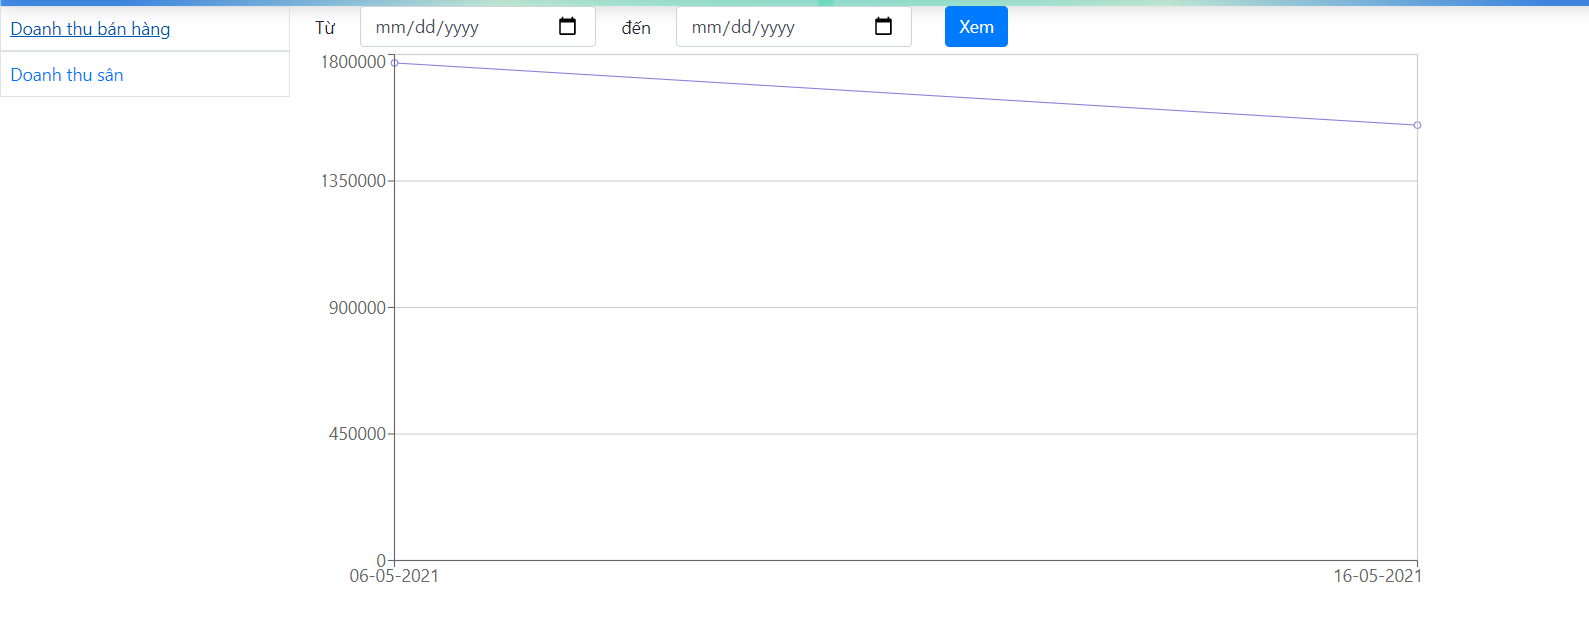 Doanh thu bán hàng
Doanh thu sân
Từ mm/dd/yyyy đến mm/dd/yyyy Xem
1800000
1350000
900000
450000
0
06-05-2021 16-05-2021